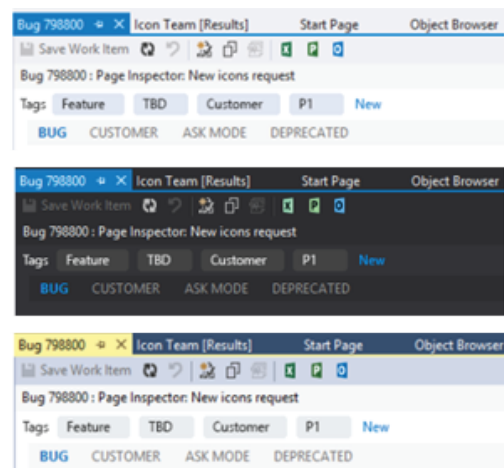 Bug 798800 Icon Team [Results] Start Page Object Browser
Save Work Item
Bug 798800 : Page Inspector: New icons request
Tags Feature TBD Customer P1 New
BUG CUSTOMER ASK MODE DEPRECATED
Bug 798800 Icon Team [Results] Start Page Object Browser
Save Work Item
Bug 798800 : Page Inspector: New icons request
Tags Feature TBD Customer P1 New
BUG CUSTOMER ASK MODE DEPRECATED
Bug 798800 Icon Team [Results] Start Page Object Browser
Save Work Item
Bug 798800 : Page Inspector: New icons request
Tags Feature TBD Customer P1 New
BUG CUSTOMER ASK MODE DEPRECATED